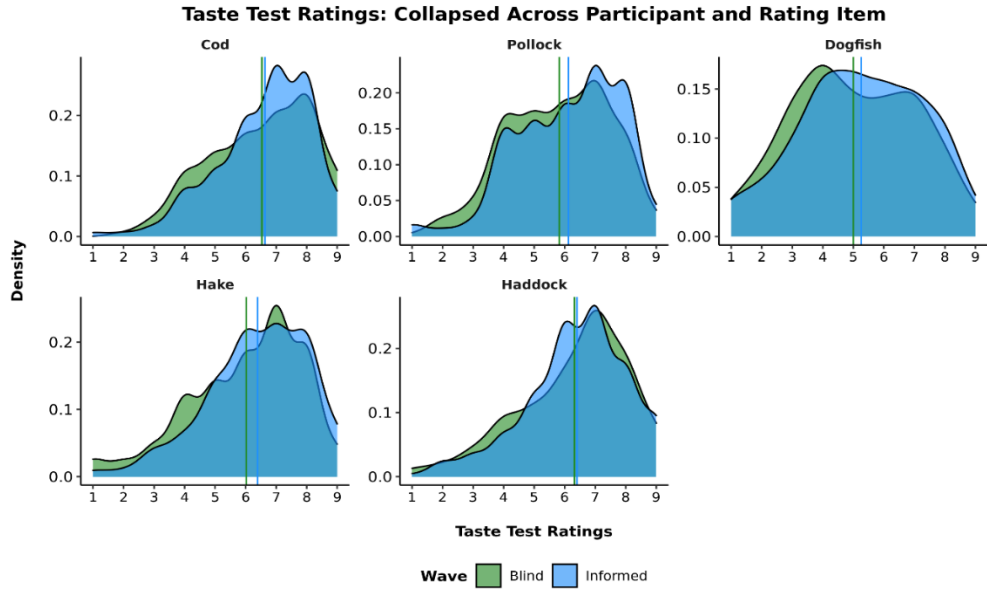 Taste Test Ratings: Collapsed Across Participant and Rating Item
Cod
Pollock
Dogfish
0.2
0.1
0.0
1 2 3 4 5 6 7 8 9
0.20
0.15
0.10
0.05
0.00
1 2 3 4 5 6 7 8 9
0.15
0.10
0.05
0.00
1 2 3 4 5 6 7 8 9
Density
Hake
Haddock
0.2
0.1
0.0
1 2 3 4 5 6 7 8 9
0.2
0.1
0.0
1 2 3 4 5 6 7 8 9
Taste Test Ratings
Wave Blind Informed